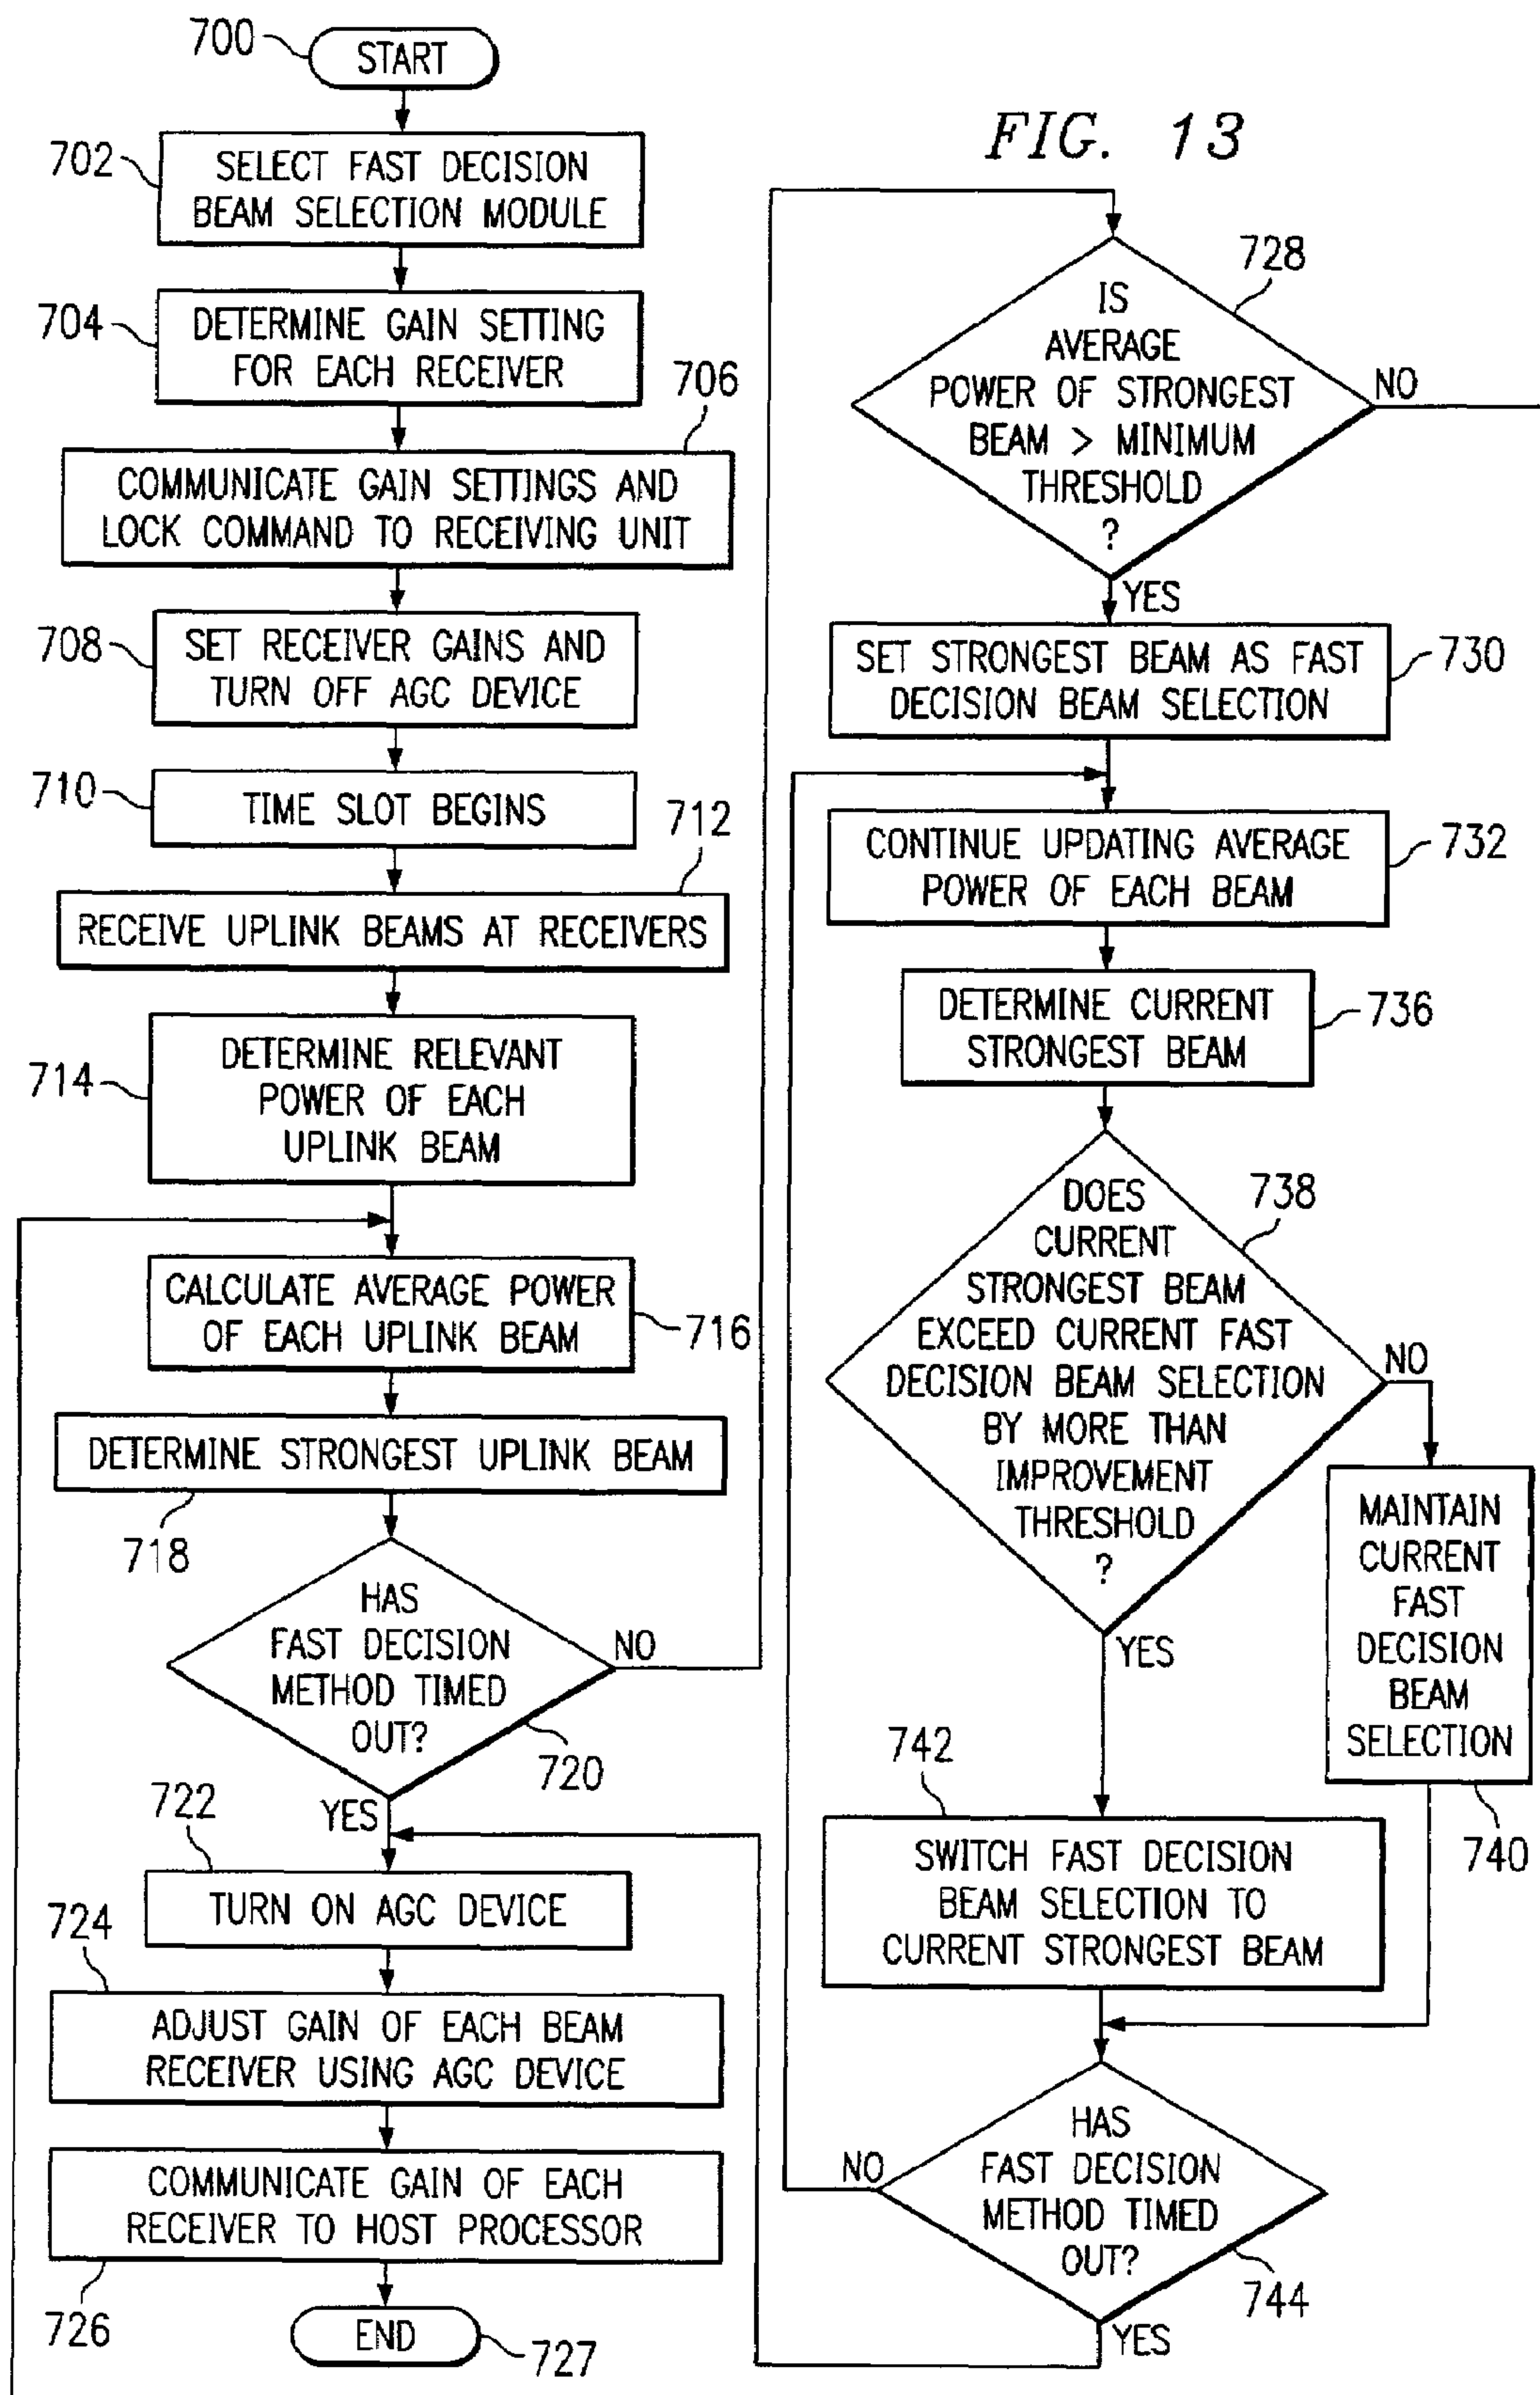 FIG. 13
700
START
702
SELECT FAST DECISION
BEAM SELECTION MODULE
704
DETERMINE GAIN SETTING
FOR EACH RECEIVER
706
COMMUNICATE GAIN SETTINGS AND
LOCK COMMAND TO RECEIVING UNIT
708
SET RECEIVER GAINS AND
TURN OFF AGC DEVICE
710
TIME SLOT BEGINS
712
RECEIVE UPLINK BEAMS AT RECEIVERS
714
DETERMINE RELEVANT
POWER OF EACH
UPLINK BEAM
CALCULATE AVERAGE POWER
OF EACH UPLINK BEAM
716
DETERMINE STRONGEST UPLINK BEAM
718
HAS
FAST DECISION
METHOD TIMED
OUT?
NO
720
YES
722
TURN ON AGC DEVICE
724
ADJUST GAIN OF EACH BEAM
RECEIVER USING AGC DEVICE
COMMUNICATE GAIN OF EACH
RECEIVER TO HOST PROCESSOR
726
END
727
728
IS
AVERAGE
POWER OF STRONGEST
BEAM > MINIMUM
THRESHOLD
?
NO
YES
SET STRONGEST BEAM AS FAST
DECISION BEAM SELECTION
730
CONTINUE UPDATING AVERAGE
POWER OF EACH BEAM
732
DETERMINE CURRENT
STRONGEST BEAM
736
738
DOES
CURRENT
STRONGEST BEAM
EXCEED CURRENT FAST
DECISION BEAM SELECTION
BY MORE THAN
IMPROVEMENT
THRESHOLD
?
NO
YES
MAINTAIN
CURRENT
FAST
DECISION
BEAM
SELECTION
740
742
SWITCH FAST DECISION
BEAM SELECTION TO
CURRENT STRONGEST BEAM
HAS
FAST DECISION
METHOD TIMED
OUT?
NO
744
YES